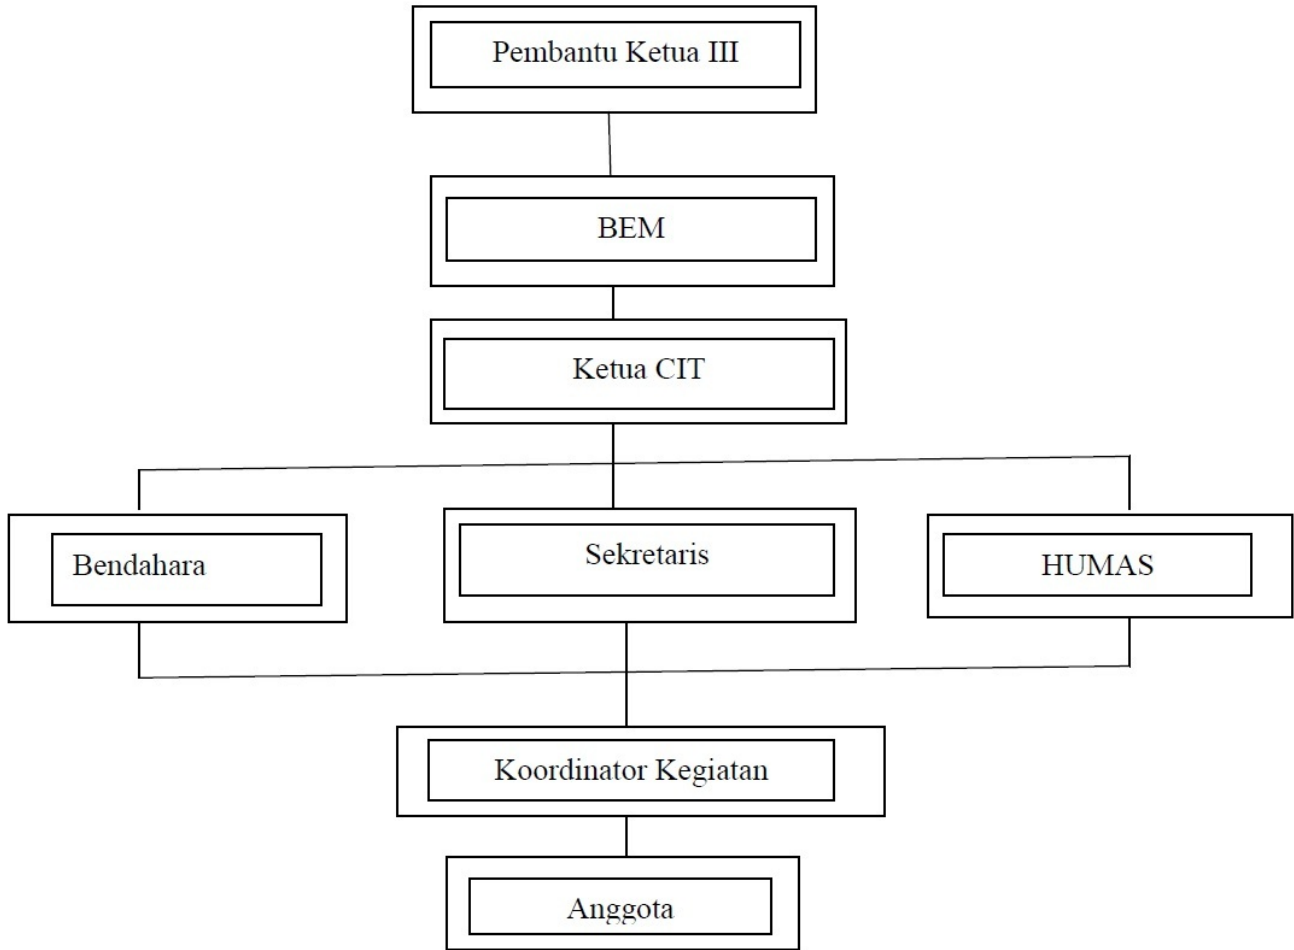 Pembantu Ketua III
BEM
Ketua CIT
Bendahara
Sekretaris
HUMAS
Koordinator Kegiatan
Anggota